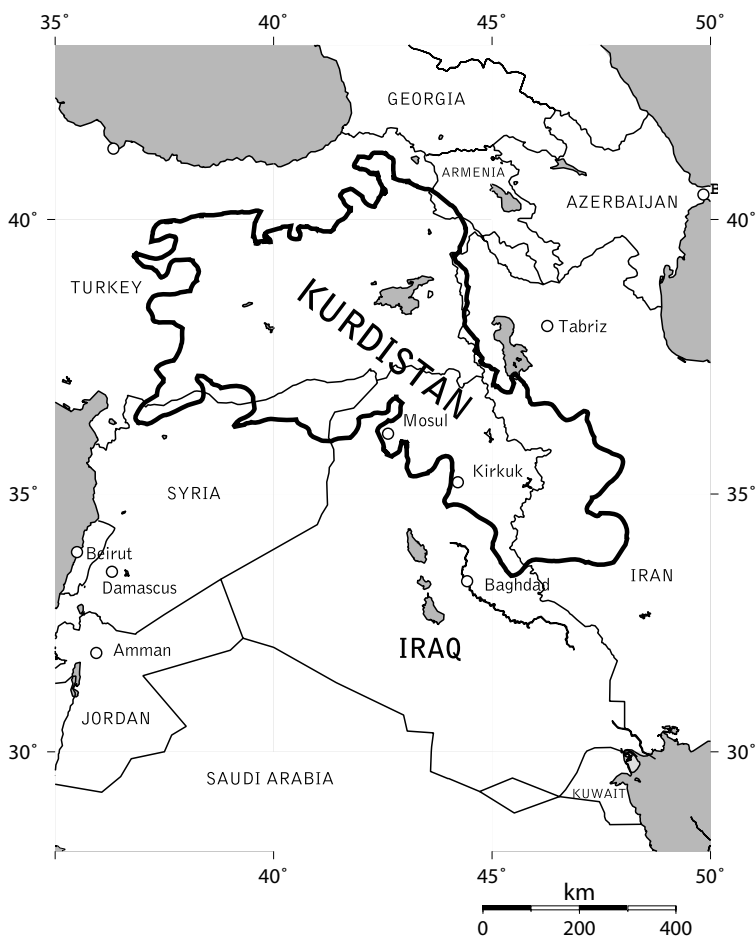 35˚ 40˚ 45˚ 50˚
GEORGIA
ARMENIA
AZERBAIJAN
B
40˚ 40˚
TURKEY
KURDISTAN
Tabriz
Mosul
Kirkuk
SYRIA
35˚ 35˚
Beirut
Damascus
IRAN
Baghdad
IRAQ
Amman
JORDAN
30˚ 30˚
SAUDI ARABIA
KUWAIT
35˚ 40˚ 45˚ 50˚
km
0 200 400